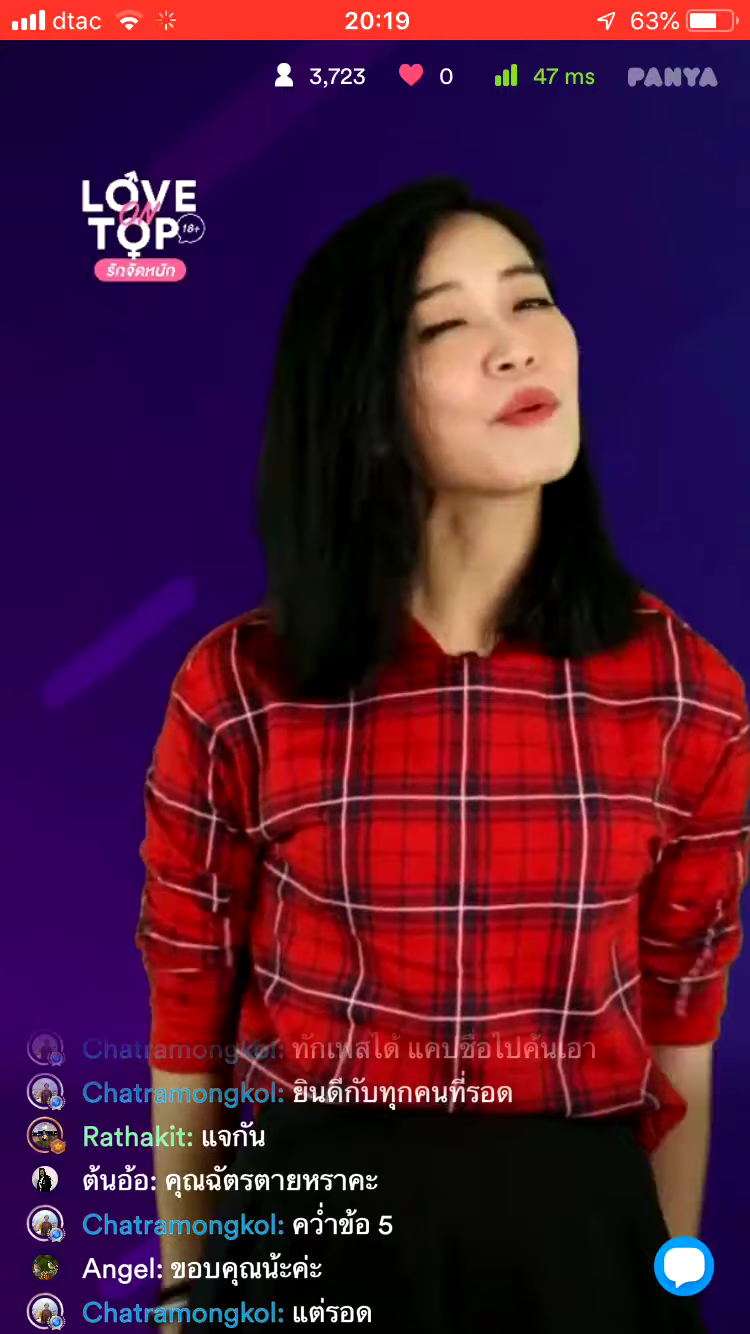 dtac 20:19 63%
3,723 0 47 ms PANYA
LOVE
ON
TOP 18+
รักจัดหนัก
Chatramongkol: ทักเฟสได้ แคบชื่อไปค้นเอา
Chatramongkol: ยินดีกับทุกคนที่รอด
Rathakit: แจกัน
ต้นอ้อ: คุณฉัตรตายหราคะ
Chatramongkol: คว่ำข้อ 5
Angel: ขอบคุณน้ะค่ะ
Chatramongkol: แต่รอด